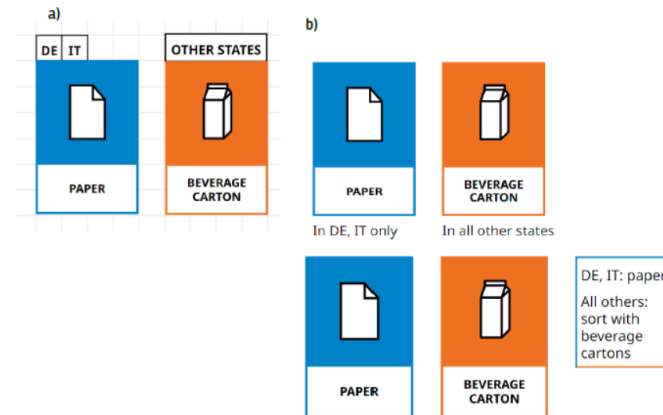 a)
DE IT
OTHER STATES
PAPER
BEVERAGE
CARTON
b)
PAPER
BEVERAGE
CARTON
In DE, IT only
In all other states
PAPER
BEVERAGE
CARTON
DE, IT: paper
All others:
sort with
beverage
cartons